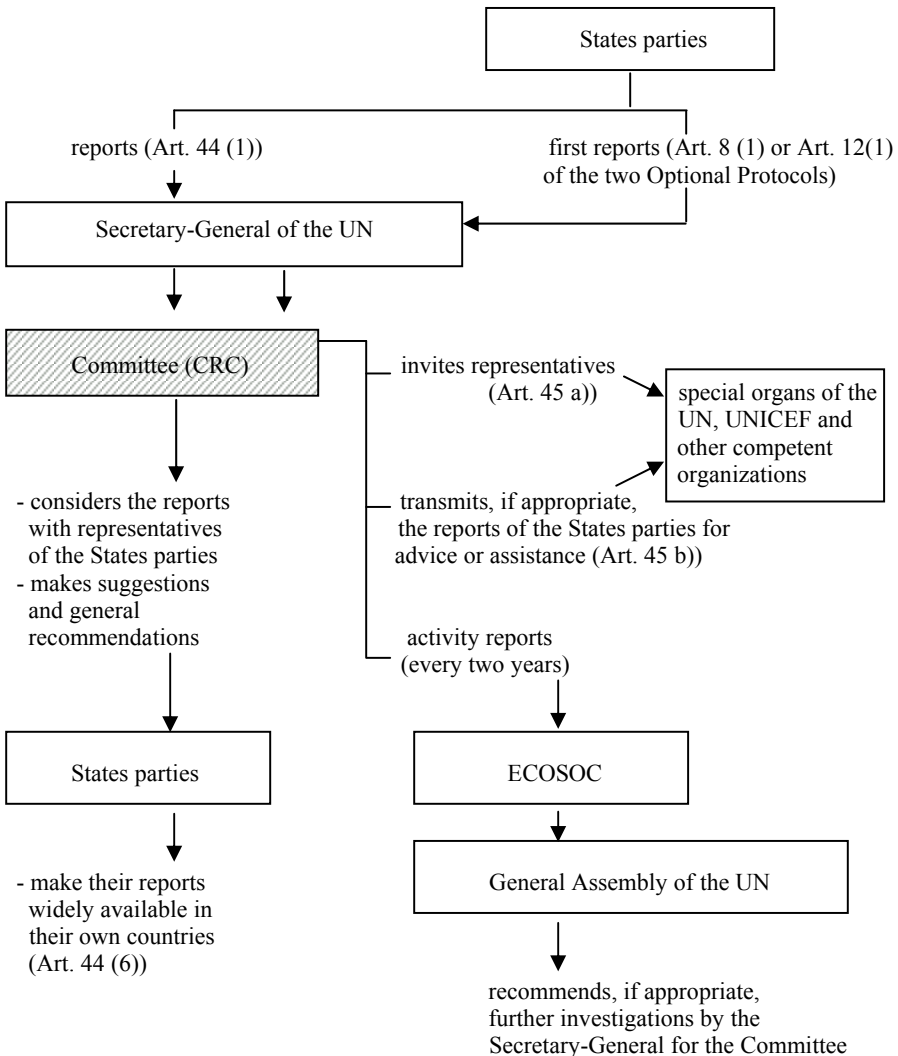 States parties
reports (Art. 44 (1))
first reports (Art. 8 (1) or Art. 12(1)
of the two Optional Protocols)
Secretary-General of the UN
Committee (CRC)
invites representatives
(Art. 45 a))
special organs of the
UN, UNICEF and
other competent
organizations
transmits, if appropriate,
the reports of the States parties for
advice or assistance (Art. 45 b))
- considers the reports
with representatives
of the States parties
- makes suggestions
and general
recommendations
activity reports
(every two years)
States parties
ECOSOC
- make their reports
widely available in
their own countries
(Art. 44 (6))
General Assembly of the UN
recommends, if appropriate,
further investigations by the
Secretary-General for the Committee